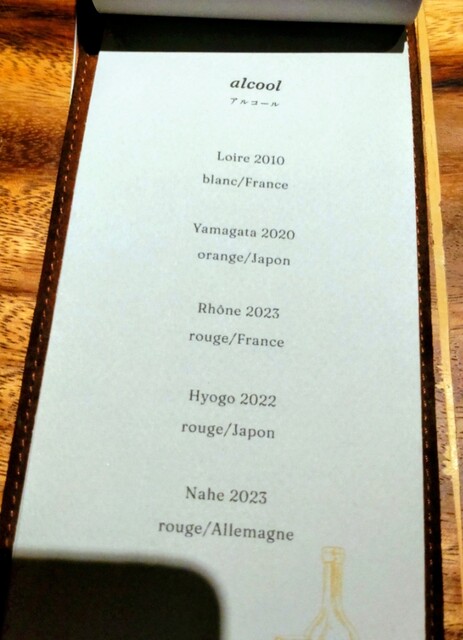 alcool
アルコール
Loire 2010
blanc/France
Yamagata 2020
orange/Japon
Rhône 2023
rouge/France
Hyogo 2022
rouge/Japon
Nahe 2023
rouge/Allemagne